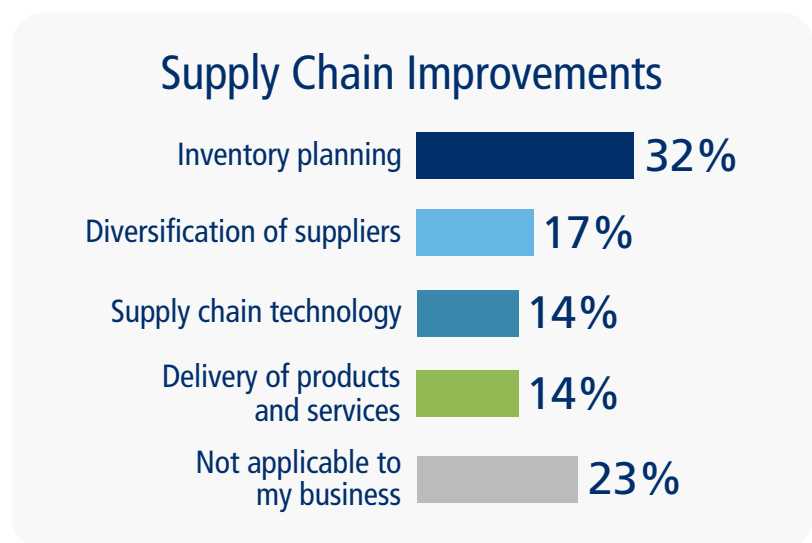 Supply Chain Improvements
Inventory planning 32%
Diversification of suppliers 17%
Supply chain technology 14%
Delivery of products
and services 14%
Not applicable to
my business 23%